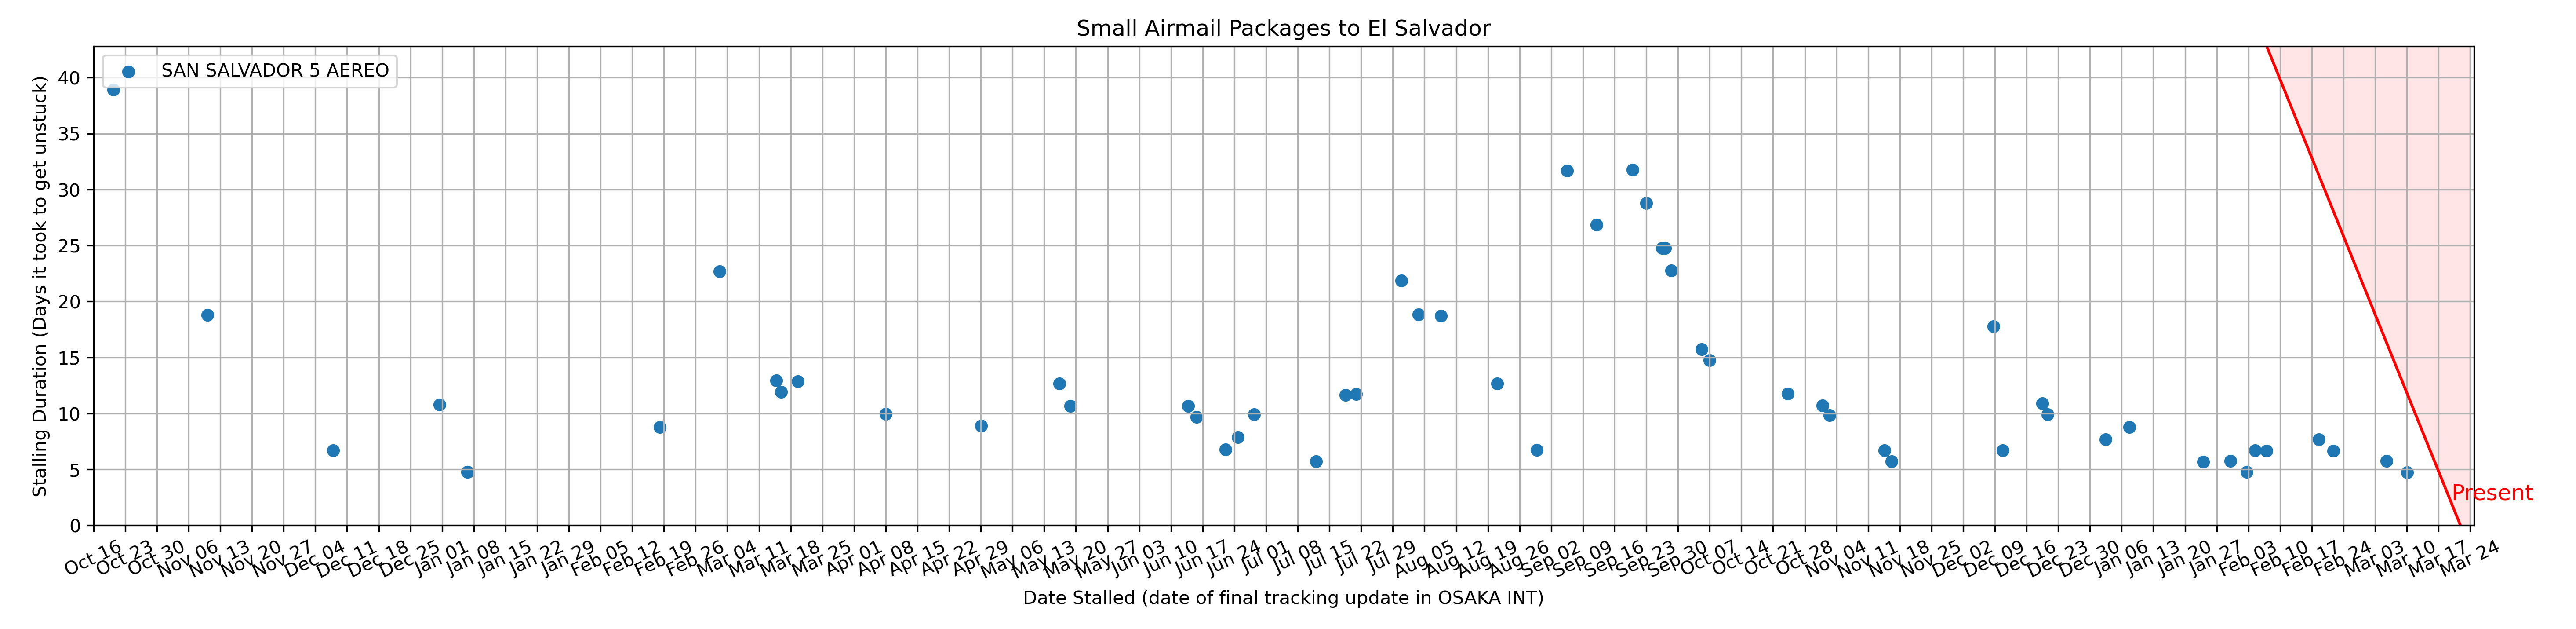 Small Airmail Packages to El Salvador
SAN SALVADOR 5 AEREO
Stalling Duration (Days it took to get unstuck)
40
35
30
25
20
15
10
5
0
Present
Oct 16
Oct 23
Oct 30
Nov 06
Nov 13
Nov 20
Nov 27
Dec 04
Dec 11
Dec 18
Dec 25
Jan 01
Jan 08
Jan 15
Jan 22
Jan 29
Feb 05
Feb 12
Feb 19
Feb 26
Mar 04
Mar 11
Mar 18
Mar 25
Apr 01
Apr 08
Apr 15
Apr 22
Apr 29
May 06
May 13
May 20
May 27
Jun 03
Jun 10
Jun 17
Jun 24
Jul 01
Jul 08
Jul 15
Jul 22
Jul 29
Aug 05
Aug 12
Aug 19
Aug 26
Sep 02
Sep 09
Sep 16
Sep 23
Sep 30
Oct 07
Oct 14
Oct 21
Oct 28
Nov 04
Nov 11
Nov 18
Nov 25
Dec 02
Dec 09
Dec 16
Dec 23
Dec 30
Jan 06
Jan 13
Jan 20
Jan 27
Feb 03
Feb 10
Feb 17
Feb 24
Mar 03
Mar 10
Mar 17
Mar 24
Date Stalled (date of final tracking update in OSAKA INT)